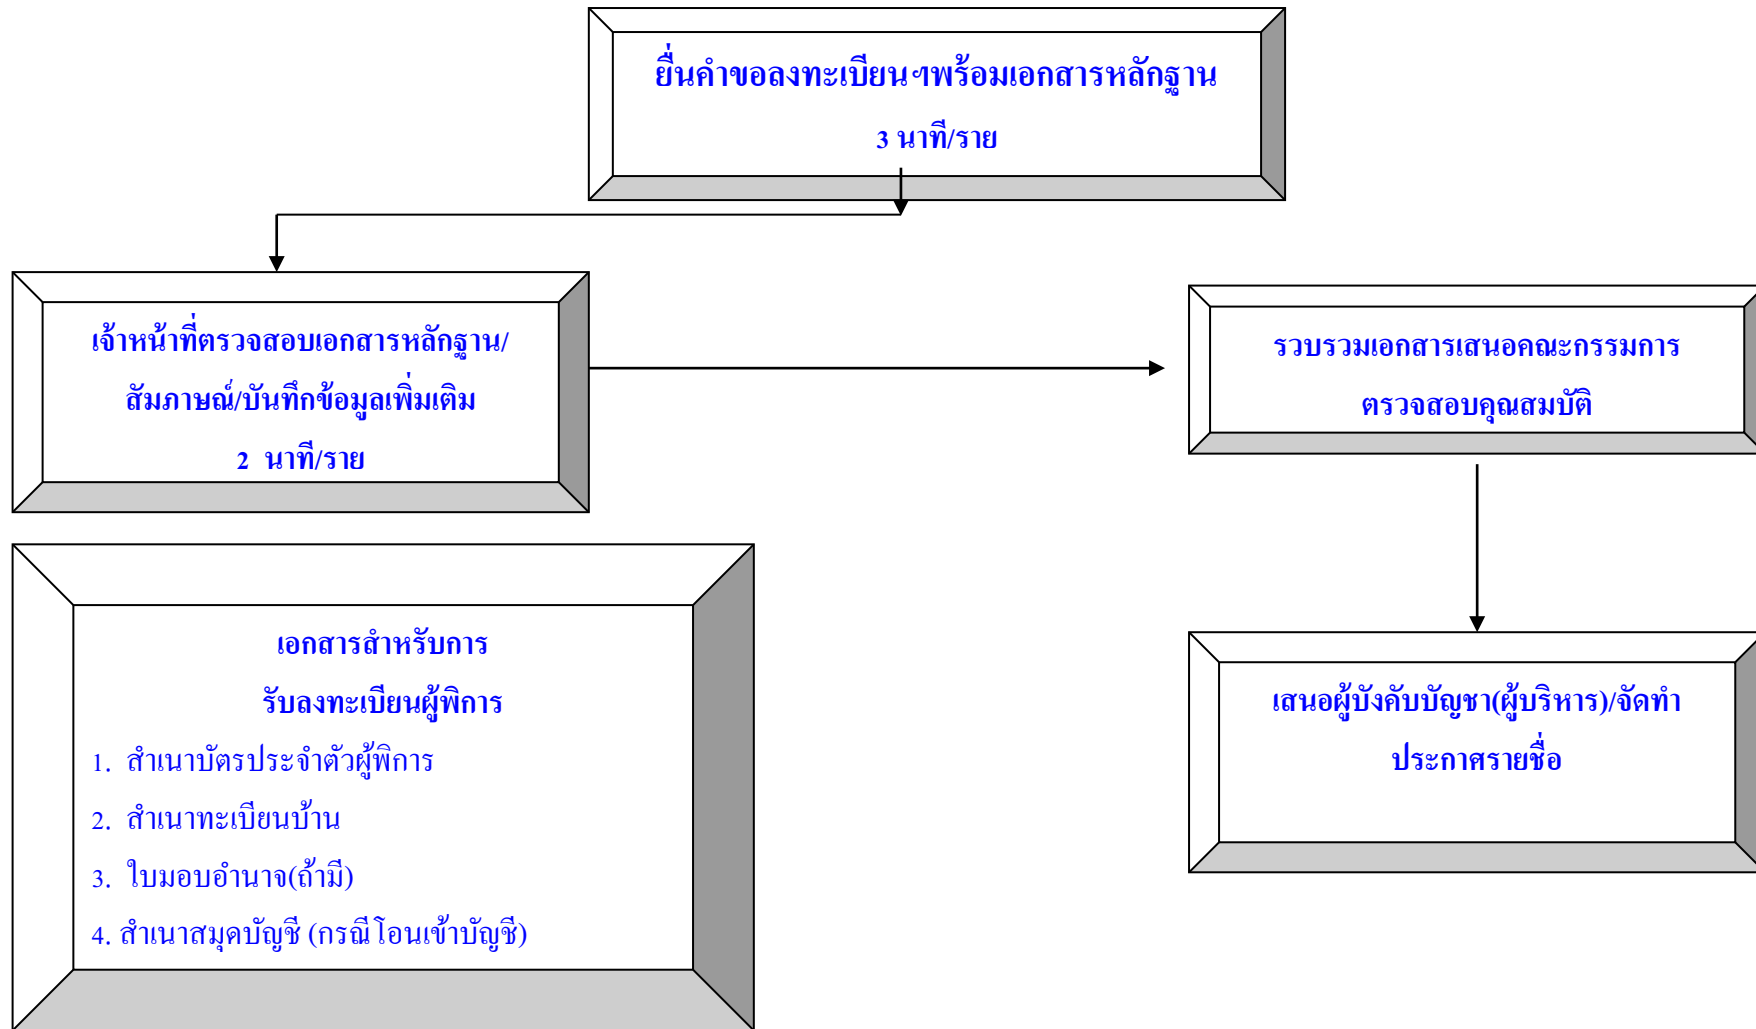 ยื่นคำขอลงทะเบียนฯพร้อมเอกสารหลักฐาน
3 นาที/ราย
เจ้าหน้าที่ตรวจสอบเอกสารหลักฐาน/
สัมภาษณ์/บันทึกข้อมูลเพิ่มเติม
2 นาที/ราย
รวบรวมเอกสารเสนอคณะกรรมการ
ตรวจสอบคุณสมบัติ
เอกสารสำหรับการ
รับลงทะเบียนผู้พิการ
1. สำเนาบัตรประจำตัวผู้พิการ
2. สำเนาทะเบียนบ้าน
3. ใบมอบอำนาจ(ถ้ามี)
4. สำเนาสมุดบัญชี (กรณีโอนเข้าบัญชี)
เสนอผู้บังคับบัญชา(ผู้บริหาร)/จัดทำ
ประกาศรายชื่อ